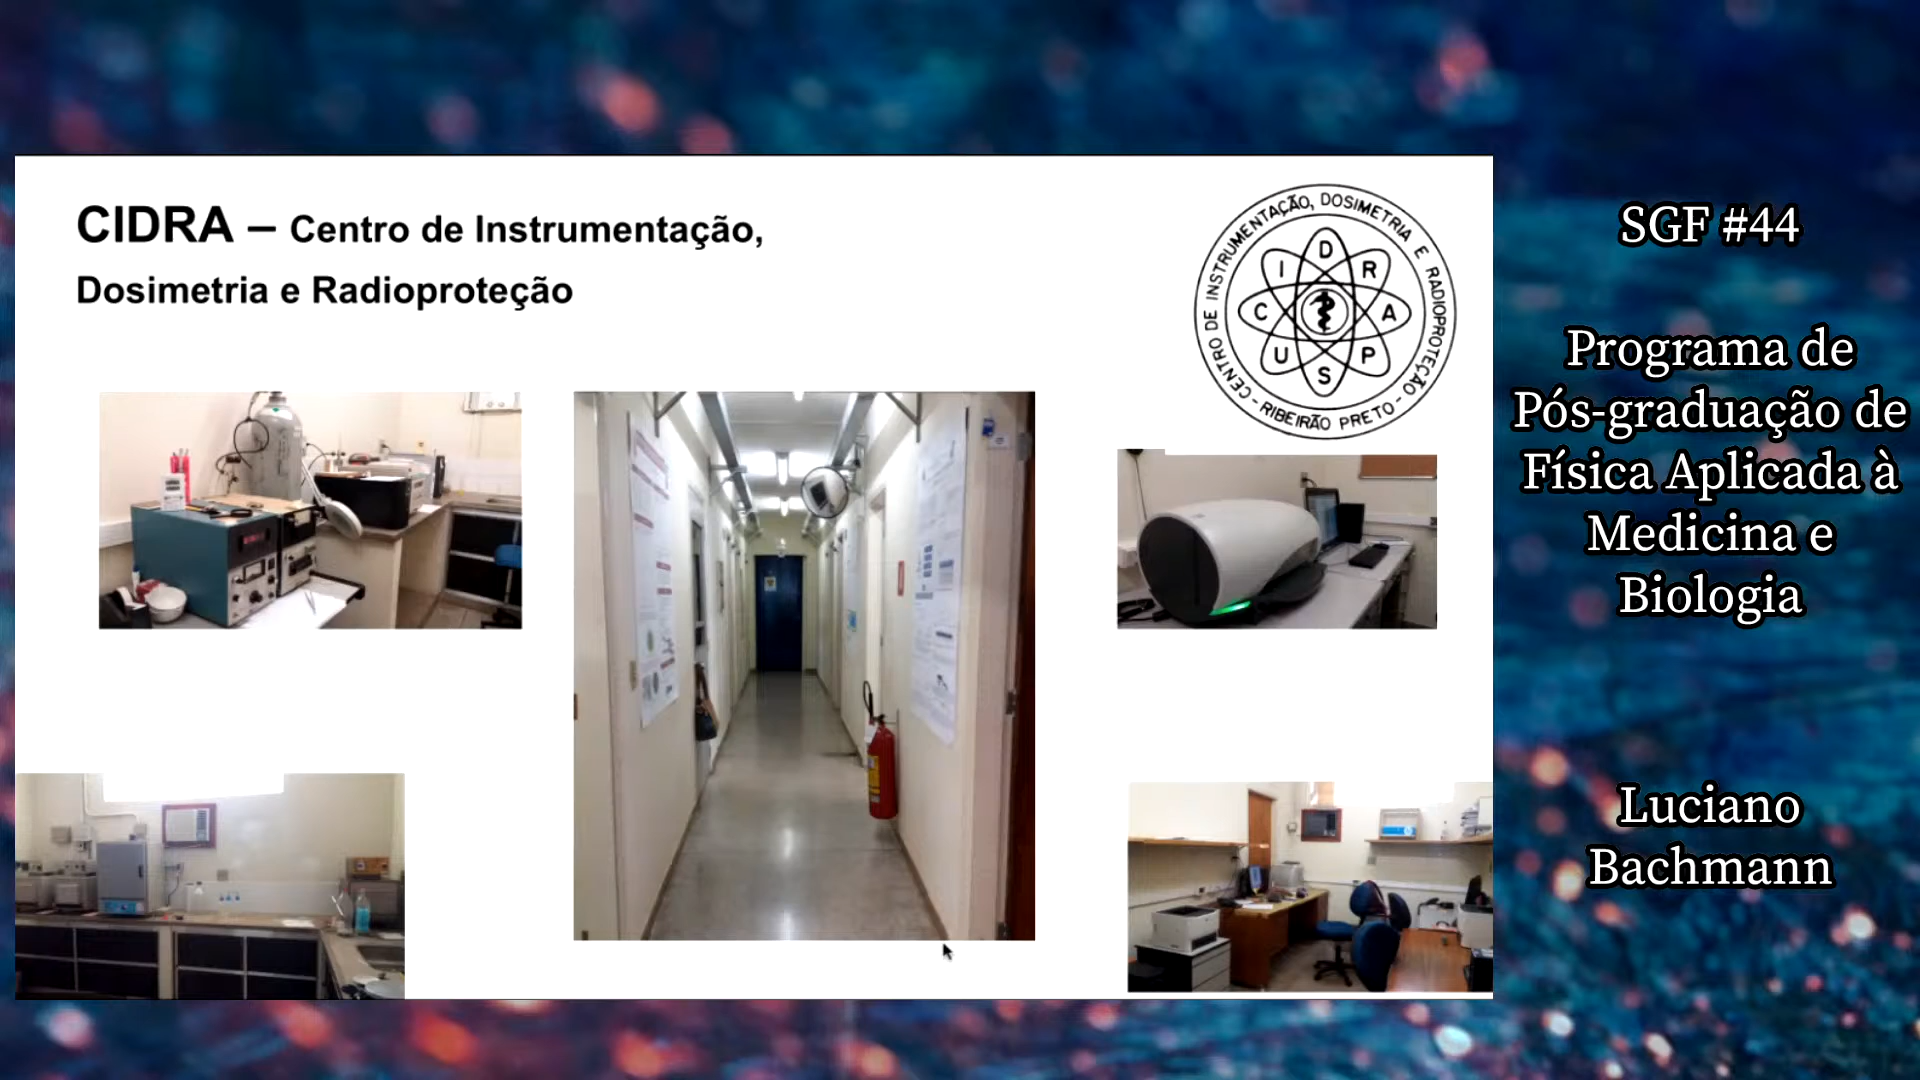 CIDRA – Centro de Instrumentação,
Dosimetria e Radioproteção
CENTRO DE INSTRUMENTAÇÃO, DOSIMETRIA E RADIOPROTEÇÃO - RIBEIRÃO PRETO -
C I D R A
U S P
SGF #44
Programa de
Pós-graduação de
Física Aplicada à
Medicina e
Biologia
Luciano
Bachmann